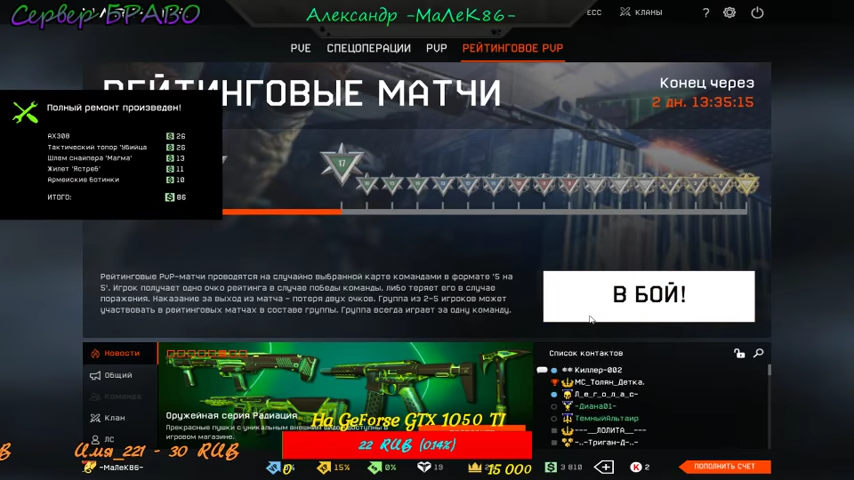 Сервер БРАВО
Александр -МаЛеК86-
ЕСС
КЛАНЫ
?
PVE
СПЕЦОПЕРАЦИИ
PVP
РЕЙТИНГОВОЕ PVP
РЕЙТИНГОВЫЕ МАТЧИ
Конец через
2 дн. 13:35:15
Полный ремонт произведен!
AX308 26
Тактический топор 'Убийца 26
Шлем снайпера 'Магма' 13
Жилет 'Ястреб' 11
Армейские ботинки 10
ИТОГО: 86
17
Рейтинговые PvP-матчи проводятся на случайно выбранной карте командами в формате '5 на
5'. Игрок получает одно очко рейтинга в случае победы команды, либо теряет его в случае
поражения. Наказание за выход из матча - потеря двух очков. Группа из 2-5 игроков может
участвовать в рейтинговых матчах в составе группы. Группа всегда играет за одну команду.
В БОЙ!
Новости
Общий
Команда
Клан
ЛС
Оружейная серия Радиация
Прекрасные пушки с уникальным внешним
игровом магазине.
Список контактов
Киллер-002
МС_Толян_Детка.
Л_е_г_о_л_а_с-
-Диана01-
ТемныйАльтаир
---__ЛОЛИТА__---
-=-Триган-Д-.-
На GeForse GTX 1050 TI
22 RUB (0.14%)
0
15 000
В
Имя_221 - 30 RUB
-МаЛеК86-
15%
0%
19
3 810
К 2
ПОПОЛНИТЬ СЧЕТ